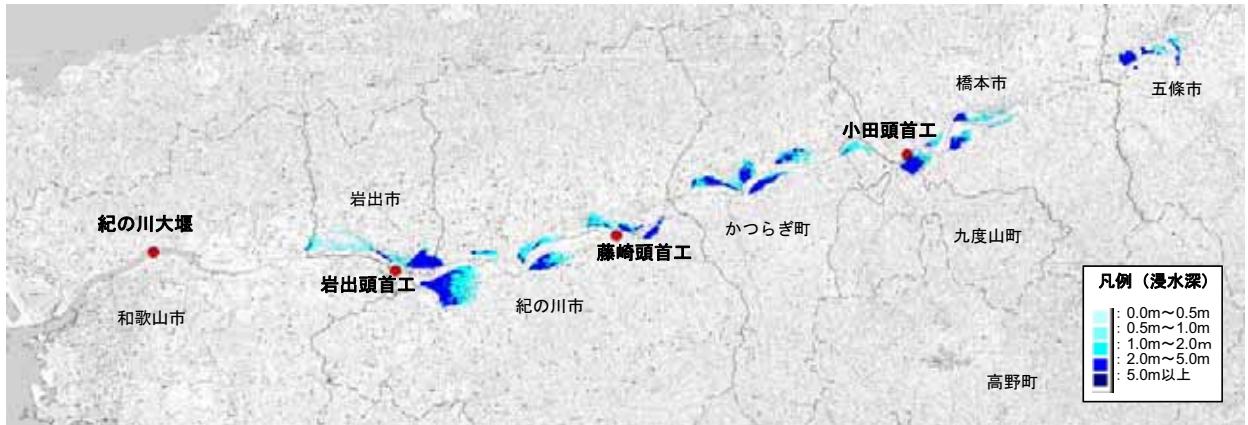 橋本市
五條市
小田頭首工
岩出市
紀の川大堰
かつらぎ町
九度山町
藤崎頭首工
岩出頭首工
紀の川市
和歌山市
高野町
凡例（浸水深）
: 0.0m～0.5m
: 0.5m～1.0m
: 1.0m～2.0m
: 2.0m～5.0m
: 5.0m以上